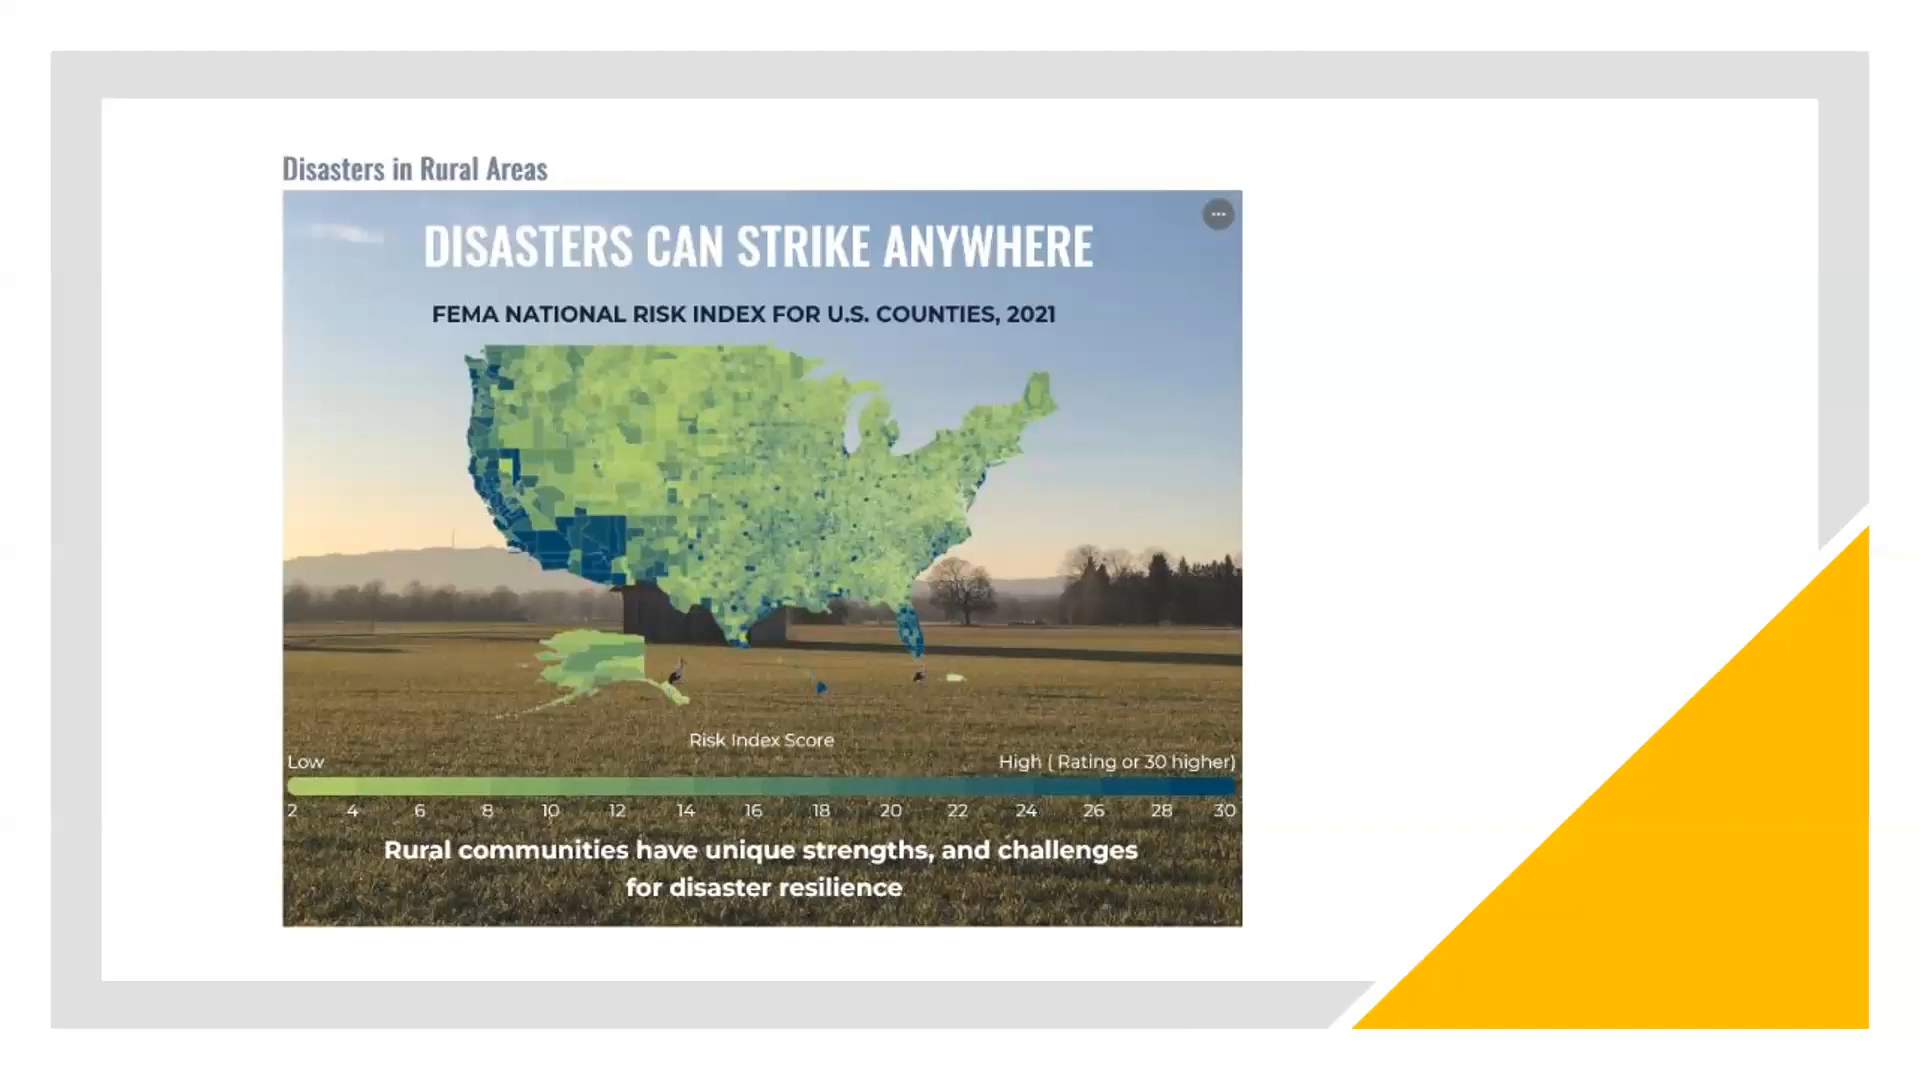 Disasters in Rural Areas
DISASTERS CAN STRIKE ANYWHERE
FEMA NATIONAL RISK INDEX FOR U.S. COUNTIES, 2021
Risk Index Score
Low High ( Rating or 30 higher)
2 4 6 8 10 12 14 16 18 20 22 24 26 28 30
Rural communities have unique strengths, and challenges
for disaster resilience